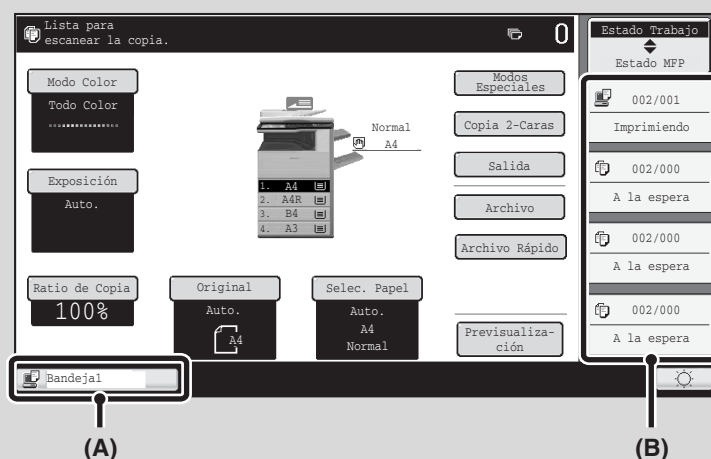 Lista para
escanear la copia.
0
Modo Color
Todo Color
Exposición
Auto.
Ratio de Copia
100%
Original
Auto.
A4
Selec. Papel
Auto.
A4
Normal
Normal
A4
1. A4
2. A4R
3. B4
4. A3
Modos
Especiales
Copia 2-Caras
Salida
Archivo
Archivo Rápido
Previsualiza-
ción
Estado Trabajo
Estado MFP
002/001
Imprimiendo
002/000
A la espera
002/000
A la espera
002/000
A la espera
Bandeja1
(A)
(B)